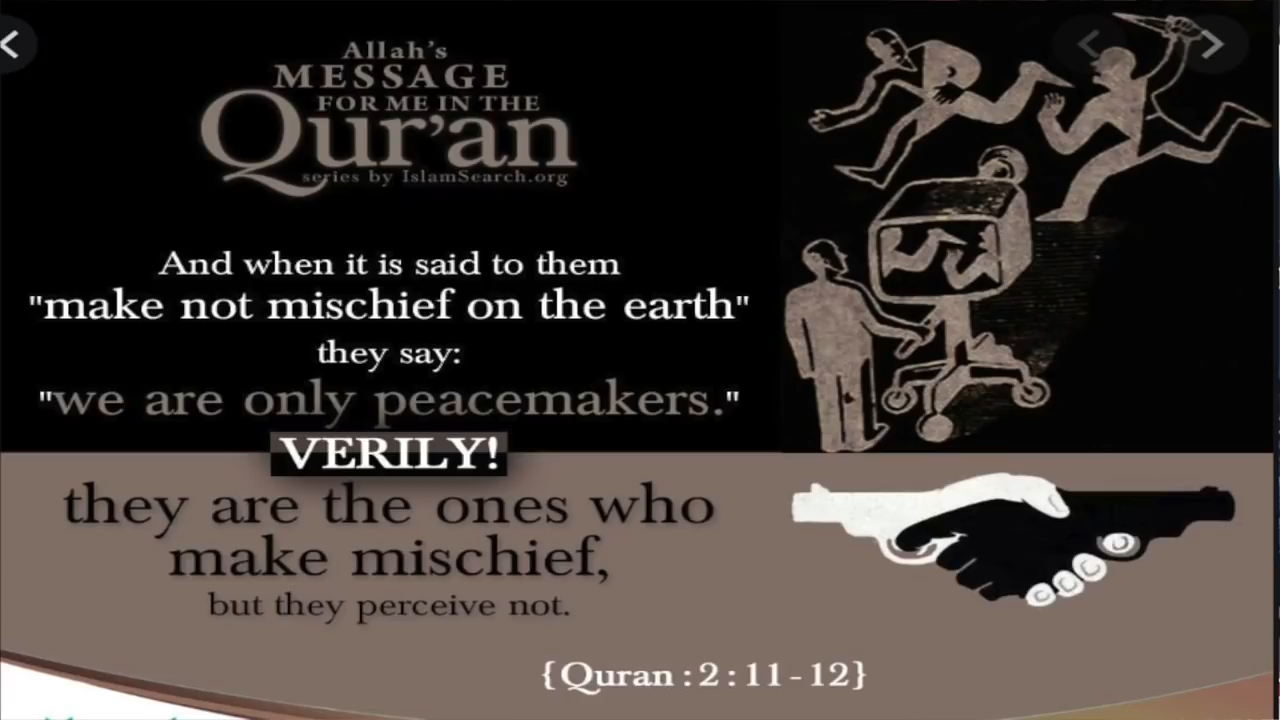 Allah's
MESSAGE
FOR ME IN THE
Qur'an
series by IslamSearch.org
And when it is said to them
"make not mischief on the earth"
they say:
"we are only peacemakers."
VERILY!
they are the ones who
make mischief,
but they perceive not.
{Quran:2:11-12}